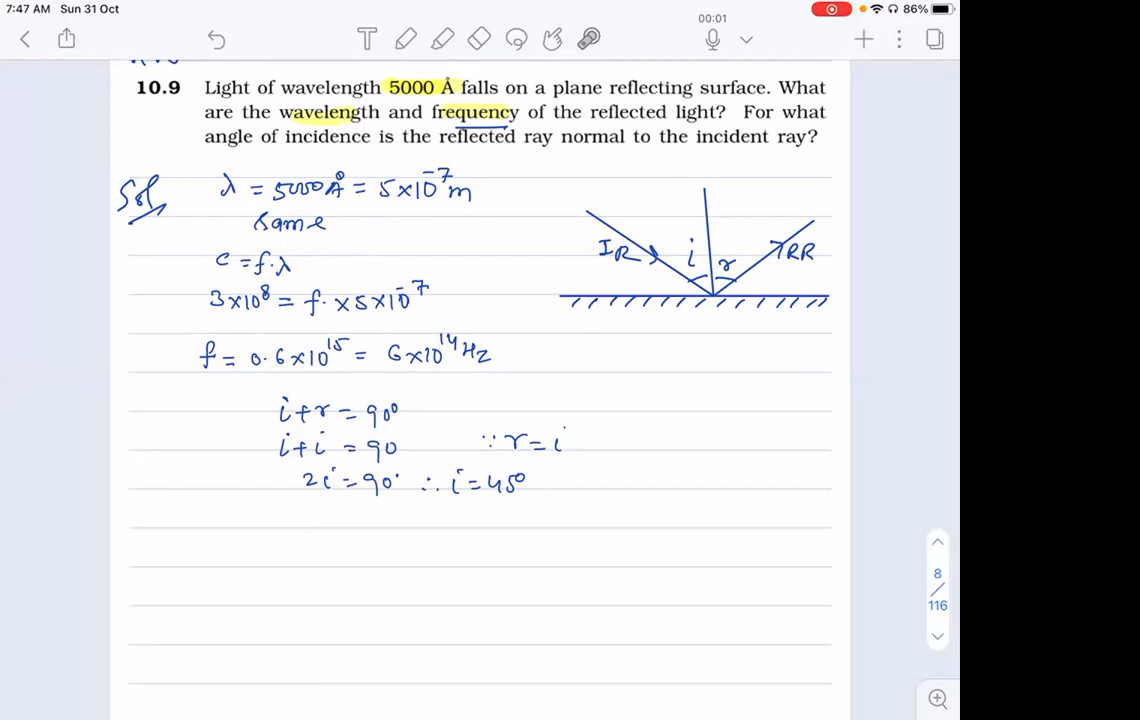 7:47 AM Sun 31 Oct
86%
00:01
10.9 Light of wavelength 5000 Å falls on a plane reflecting surface. What
are the wavelength and frequency of the reflected light? For what
angle of incidence is the reflected ray normal to the incident ray?
Sol
λ = 5000 Å = 5×10⁻⁷ m
same
c = f·λ
3×10⁸ = f· ×5×10⁻⁷
f = 0.6×10¹⁵ = 6×10¹⁴ Hz
IR i r RR
i+r = 90°
i+i = 90 ∵ r = i
2i = 90° ∴ i = 45°
8
/
116